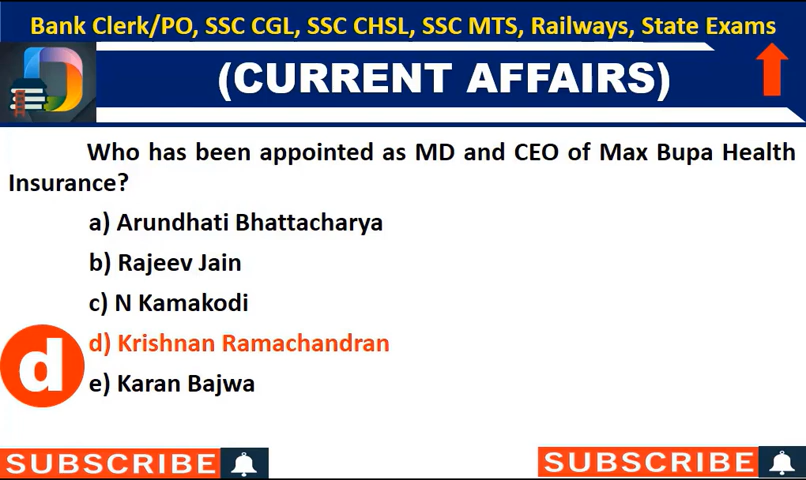 Bank Clerk/PO, SSC CGL, SSC CHSL, SSC MTS, Railways, State Exams
(CURRENT AFFAIRS)
Who has been appointed as MD and CEO of Max Bupa Health
Insurance?
a) Arundhati Bhattacharya
b) Rajeev Jain
c) N Kamakodi
d) Krishnan Ramachandran
d
e) Karan Bajwa
SUBSCRIBE
SUBSCRIBE